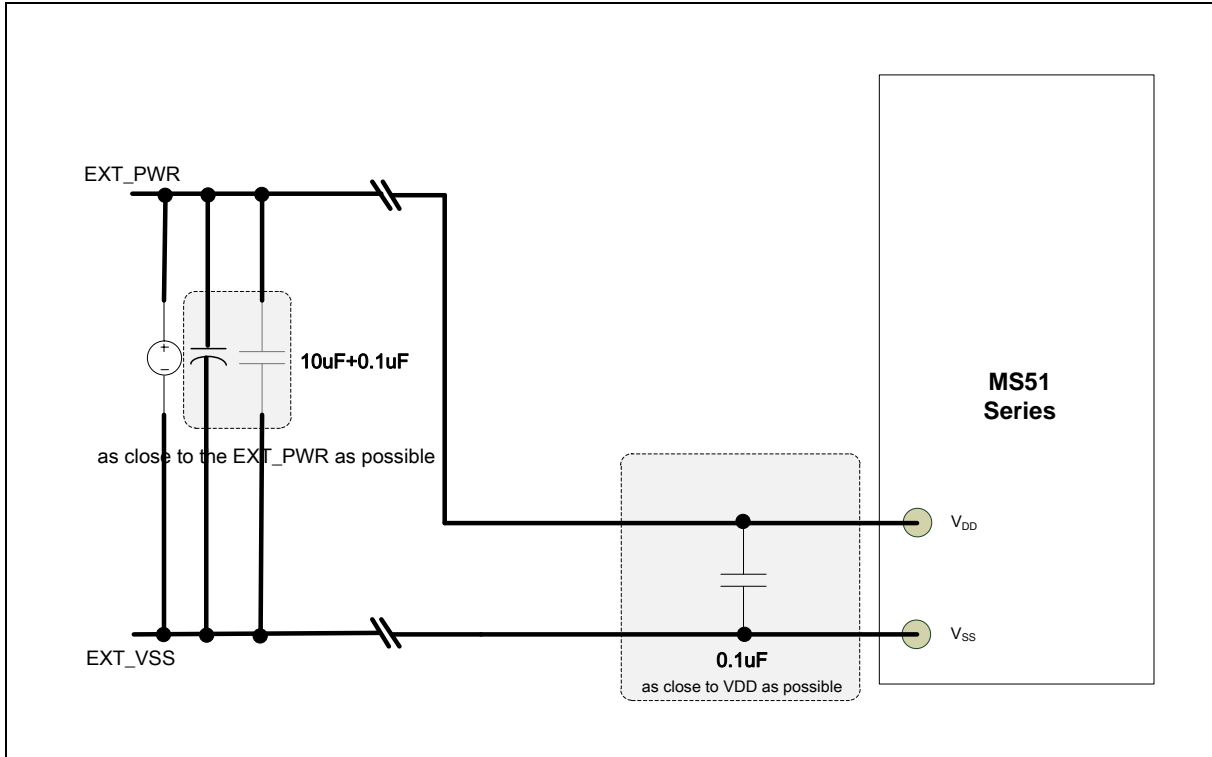 EXT_PWR
+
-
10uF+0.1uF
as close to the EXT_PWR as possible
MS51
Series
VDD
VSS
EXT_VSS
0.1uF
as close to VDD as possible